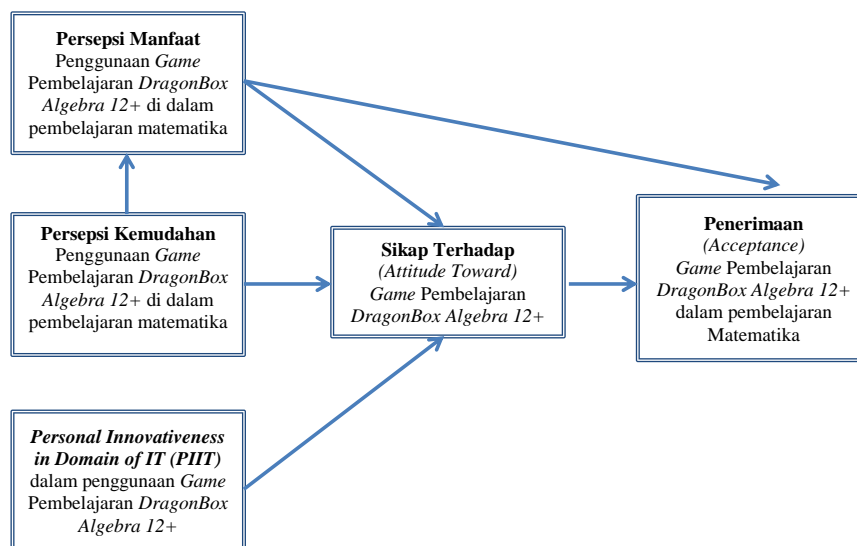 Persepsi Manfaat
Penggunaan Game
Pembelajaran DragonBox
Algebra 12+ di dalam
pembelajaran matematika
Persepsi Kemudahan
Penggunaan Game
Pembelajaran DragonBox
Algebra 12+ di dalam
pembelajaran matematika
Personal Innovativeness
in Domain of IT (PIIT)
dalam penggunaan Game
Pembelajaran DragonBox
Algebra 12+
Sikap Terhadap
(Attitude Toward)
Game Pembelajaran
DragonBox Algebra 12+
Penerimaan
(Acceptance)
Game Pembelajaran
DragonBox Algebra 12+
dalam pembelajaran
Matematika